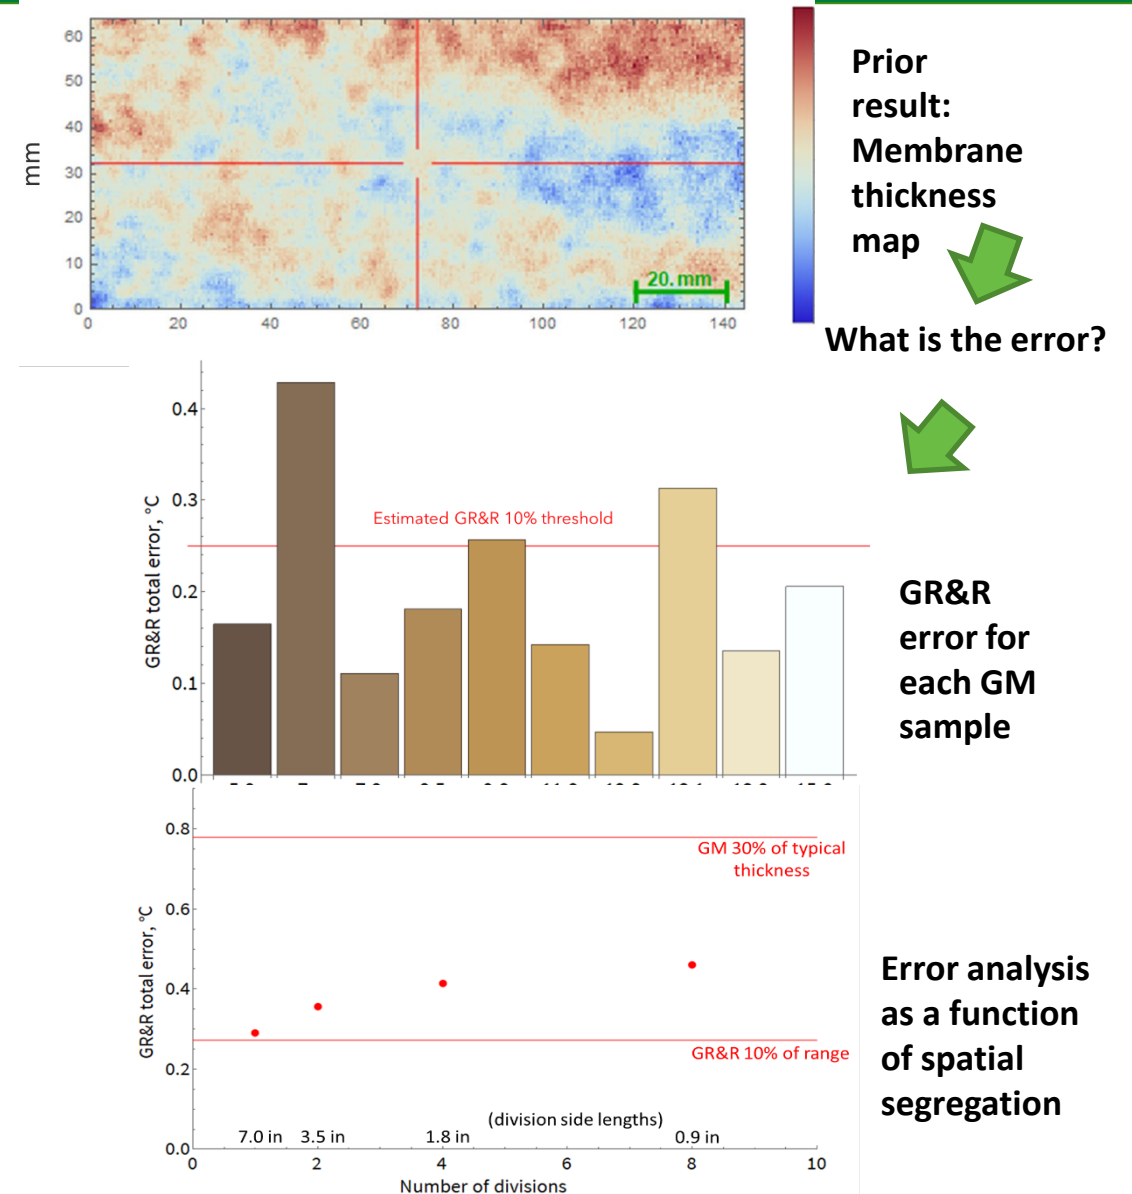 60
50
40
30
20
10
0
mm
0 20 40 60 80 100 120 140
20. mm
Prior
result:
Membrane
thickness
map
What is the error?
0.4
0.3
0.2
0.1
0.0
GR&R total error, °C
Estimated GR&R 10% threshold
GR&R
error for
each GM
sample
0.8
0.6
0.4
0.2
0.0
GR&R total error, °C
GM 30% of typical
thickness
GR&R 10% of range
(division side lengths)
7.0 in 3.5 in 1.8 in 0.9 in
0 2 4 6 8 10
Number of divisions
Error analysis
as a function
of spatial
segregation